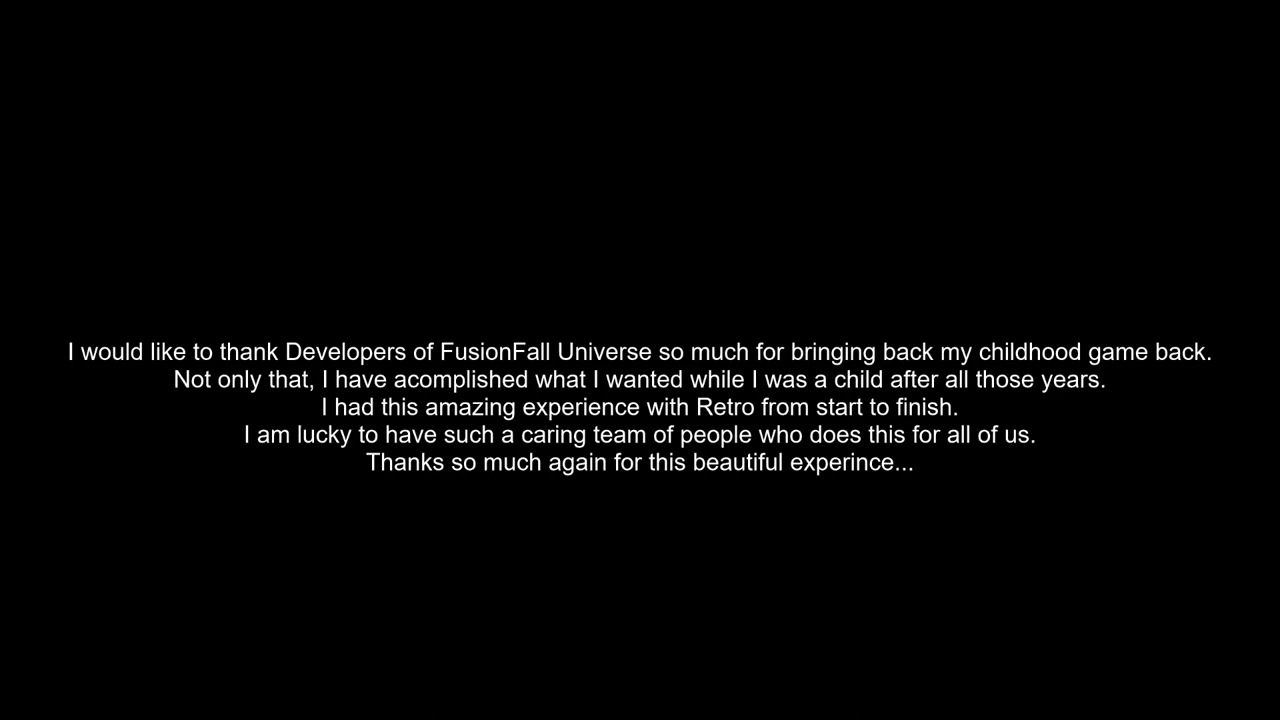 I would like to thank Developers of FusionFall Universe so much for bringing back my childhood game back.
Not only that, I have acomplished what I wanted while I was a child after all those years.
I had this amazing experience with Retro from start to finish.
I am lucky to have such a caring team of people who does this for all of us.
Thanks so much again for this beautiful experince...